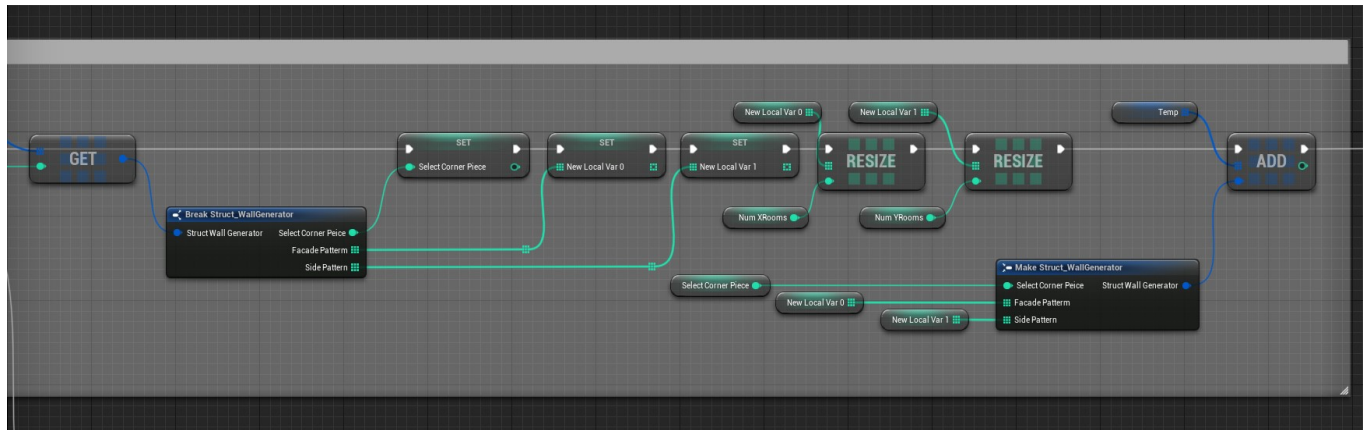 New Local Var 0
New Local Var 1
Temp
GET
SET
SET
SET
RESIZE
RESIZE
ADD
Select Corner Piece
New Local Var 0
New Local Var 1
Break Struct_WallGenerator
Struct Wall Generator
Select Corner Peice
Facade Patterm
Side Pattern
Num XRooms
Num YRooms
Make Struct_WallGenerator
Select Corner Piece
Select Corner Peice
Struct Wall Generator
New Local Var 0
Facade Patterm
New Local Var 1
Side Pattern